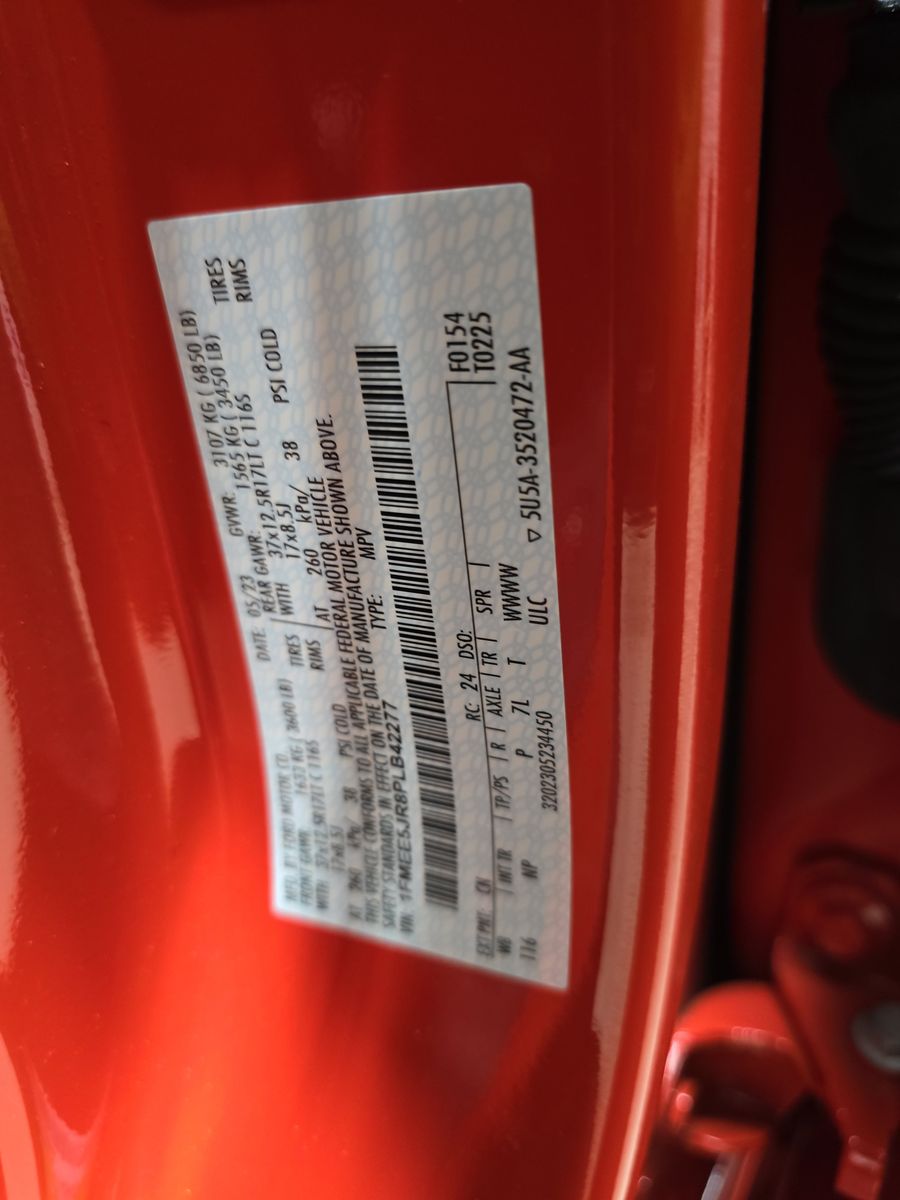 MFD. BY FORD MOTOR CO. DATE: 05/23 GVWR: 3107 KG ( 6850 LB)
FRONT GAWR: 1633 KG ( 3600 LB) REAR GAWR: 1565 KG ( 3450 LB)
WITH 37x12.5R17LT C 116S TIRES WITH 37x12.5R17LT C 116S TIRES
17x8.5J RIMS 17x8.5J RIMS
AT 260 kPa/ 38 PSI COLD AT 260 kPa/ 38 PSI COLD
THIS VEHICLE CONFORMS TO ALL APPLICABLE FEDERAL MOTOR VEHICLE
SAFETY STANDARDS IN EFFECT ON THE DATE OF MANUFACTURE SHOWN ABOVE.
VIN: 1FMEE5JR8PLB42277 TYPE: MPV
F0154
T0225
EXT PNT: RC: 24 DSO:
WB INT TR TP/PS R AXLE TR SPR
116 NP P 7L T WWWW
ULC
3202305234450 ▽ 5U5A-3520472-AA